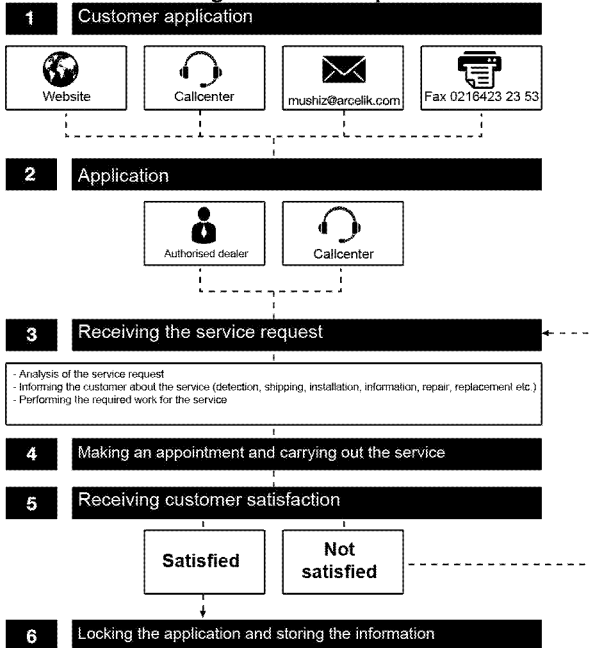 1 Customer application
Website
Callcenter
mushiz@arcelik.com
Fax 0216423 23 53
2 Application
Authorised dealer
Callcenter
3 Receiving the service request
- Analysis of the service request
- Informing the customer about the service (detection, shipping, installation, information, repair, replacement etc.)
- Performing the required work for the service
4 Making an appointment and carrying out the service
5 Receiving customer satisfaction
Satisfied
Not
satisfied
6 Locking the application and storing the information